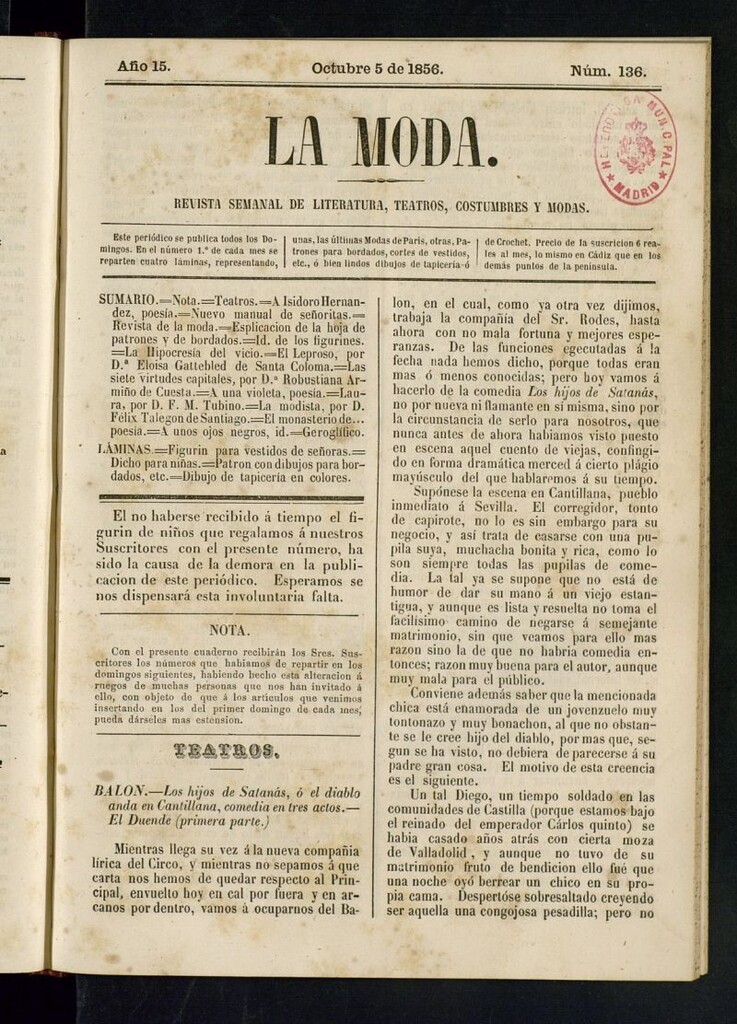 Año 15.
Octubre 5 de 1856.
Núm. 136.
LA MODA.
HEMEROTECA MUNICIPAL
★ MADRID ★
REVISTA SEMANAL DE LITERATURA, TEATROS, COSTUMBRES Y MODAS.
Este periódico se publica todos los Do-
mingos. En el número 1.º de cada mes se
reparten cuatro láminas, representando,
unas, las últimas Modas de Paris, otras, Pa-
trones para bordados, cortes de vestidos,
etc., ó bien lindos dibujos de tapicería ó
de Crochet. Precio de la suscricion 6 rea-
les al mes, lo mismo en Cádiz que en los
demás puntos de la península.
SUMARIO.=Nota.=Teatros.=A Isidoro Hernan-
dez, poesía.=Nuevo manual de señoritas.=
Revista de la moda.=Esplicacion de la hoja de
patrones y de bordados.=Id. de los figurines.
=La Hipocresía del vicio.=El Leproso, por
D.ª Eloisa Gattebled de Santa Coloma.=Las
siete virtudes capitales, por D.ª Robustiana Ar-
miño de Cuesta.=A una violeta, poesía.=Lau-
ra, por D. F. M. Tubino.=La modista, por D.
Félix Talegon de Santiago.=El monasterio de...
poesía.=A unos ojos negros, id.=Geroglífico.
LÁMINAS.=Figurin para vestidos de señoras.=
Dicho para niñas.=Patron con dibujos para bor-
dados, etc.=Dibujo de tapicería en colores.
El no haberse recibido á tiempo el fi-
gurin de niños que regalamos á nuestros
Suscritores con el presente número, ha
sido la causa de la demora en la publi-
cacion de este periódico. Esperamos se
nos dispensará esta involuntaria falta.
NOTA.
Con el presente cuaderno recibirán los Sres. Sus-
critores los números que habiamos de repartir en los
domingos siguientes, habiendo hecho esta alteracion á
ruegos de muchas personas que nos han invitado á
ello, con objeto de que á los artículos que venimos
insertando en los del primer domingo de cada mes,
pueda dárseles mas estension.
TEATROS.
BALON.—Los hijos de Satanás, ó el diablo
anda en Cantillana, comedia en tres actos.—
El Duende (primera parte.)
Mientras llega su vez á la nueva compañia
lírica del Circo, y mientras no sepamos á que
carta nos hemos de quedar respecto al Prin-
cipal, envuelto hoy en cal por fuera y en ar-
canos por dentro, vamos á ocuparnos del Ba-
lon, en el cual, como ya otra vez dijimos,
trabaja la compañía del Sr. Rodes, hasta
ahora con no mala fortuna y mejores espe-
ranzas. De las funciones egecutadas á la
fecha nada hemos dicho, porque todas eran
mas ó menos conocidas; pero hoy vamos á
hacerlo de la comedia Los hijos de Satanás,
no por nueva ni flamante en sí misma, sino por
la circunstancia de serlo para nosotros, que
nunca antes de ahora habiamos visto puesto
en escena aquel cuento de viejas, confingi-
do en forma dramática merced á cierto plágio
mayúsculo del que hablaremos á su tiempo.
Supónese la escena en Cantillana, pueblo
inmediato á Sevilla. El corregidor, tonto
de capirote, no lo es sin embargo para su
negocio, y así trata de casarse con una pu-
pila suya, muchacha bonita y rica, como lo
son siempre todas las pupilas de come-
dia. La tal ya se supone que no está de
humor de dar su mano á un viejo estan-
tigua, y aunque es lista y resuelta no toma el
facilísimo camino de negarse á semejante
matrimonio, sin que veamos para ello mas
razon sino la de que no habria comedia en-
tonces; razon muy buena para el autor, aunque
muy mala para el público.
Conviene además saber que la mencionada
chica está enamorada de un jovenzuelo muy
tontonazo y muy bonachon, al que no obstan-
te se le cree hijo del diablo, por mas que, se-
gun se ha visto, no debiera de parecerse á su
padre gran cosa. El motivo de esta creencia
es el siguiente.
Un tal Diego, un tiempo soldado en las
comunidades de Castilla (porque estamos bajo
el reinado del emperador Cárlos quinto) se
habia casado años atrás con cierta moza
de Valladolid, y aunque no tuvo de su
matrimonio fruto de bendicion ello fué que
una noche oyó berrear un chico en su pro-
pia cama. Despertóse sobresaltado creyendo
ser aquella una congojosa pesadilla; pero no